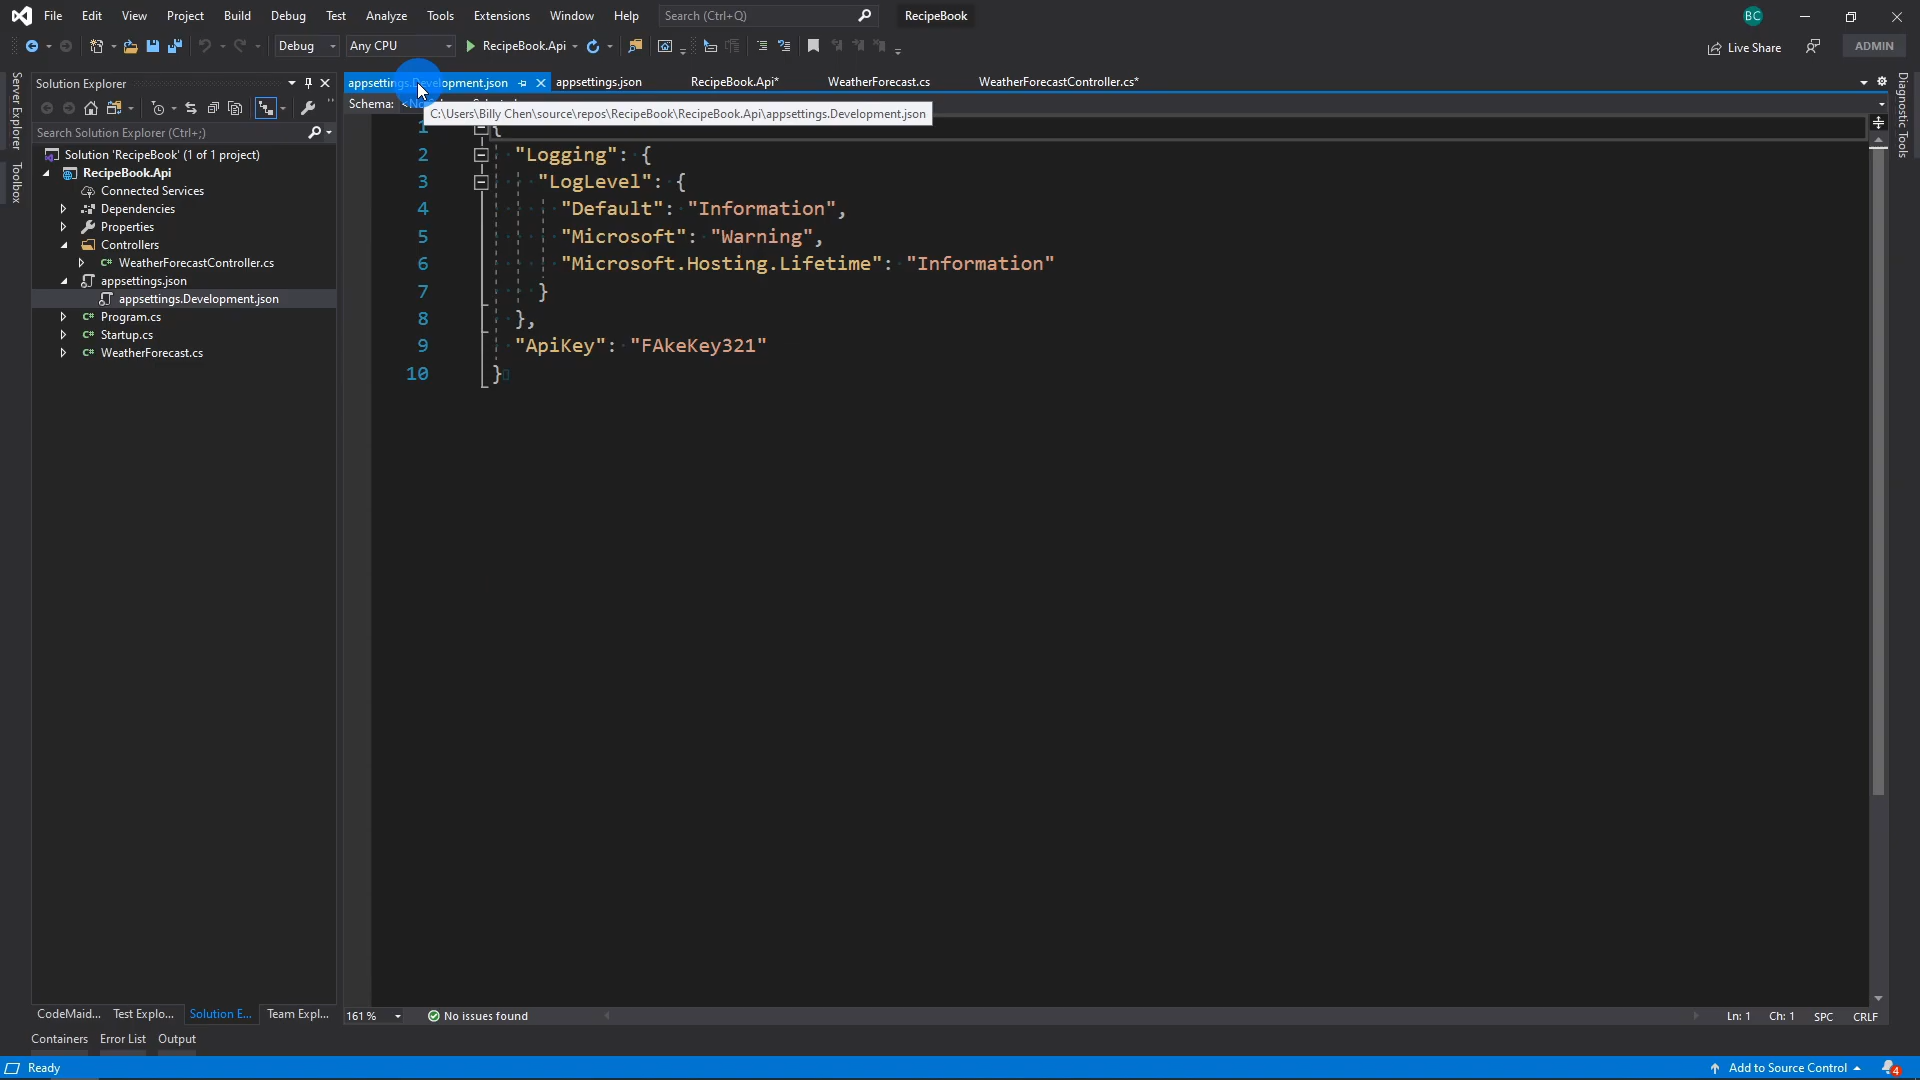 File Edit View Project Build Debug Test Analyze Tools Extensions Window Help Search (Ctrl+Q) RecipeBook BC
Debug Any CPU RecipeBook.Api Live Share ADMIN
Server Explorer
Toolbox
Solution Explorer
Search Solution Explorer (Ctrl+;)
Solution 'RecipeBook' (1 of 1 project)
RecipeBook.Api
Connected Services
Dependencies
Properties
Controllers
C# WeatherForecastController.cs
appsettings.json
appsettings.Development.json
C# Program.cs
C# Startup.cs
C# WeatherForecast.cs
CodeMaid... Test Explo... Solution E... Team Expl...
appsettings.Development.json appsettings.json RecipeBook.Api* WeatherForecast.cs WeatherForecastController.cs*
Schema:
C:\Users\Billy Chen\source\repos\RecipeBook\RecipeBook.Api\appsettings.Development.json
1 {
2 "Logging": {
3 "LogLevel": {
4 "Default": "Information",
5 "Microsoft": "Warning",
6 "Microsoft.Hosting.Lifetime": "Information"
7 }
8 },
9 "ApiKey": "FAkeKey321"
10 }
161 % No issues found Ln: 1 Ch: 1 SPC CRLF
Diagnostic Tools
Containers Error List Output
Ready Add to Source Control 4